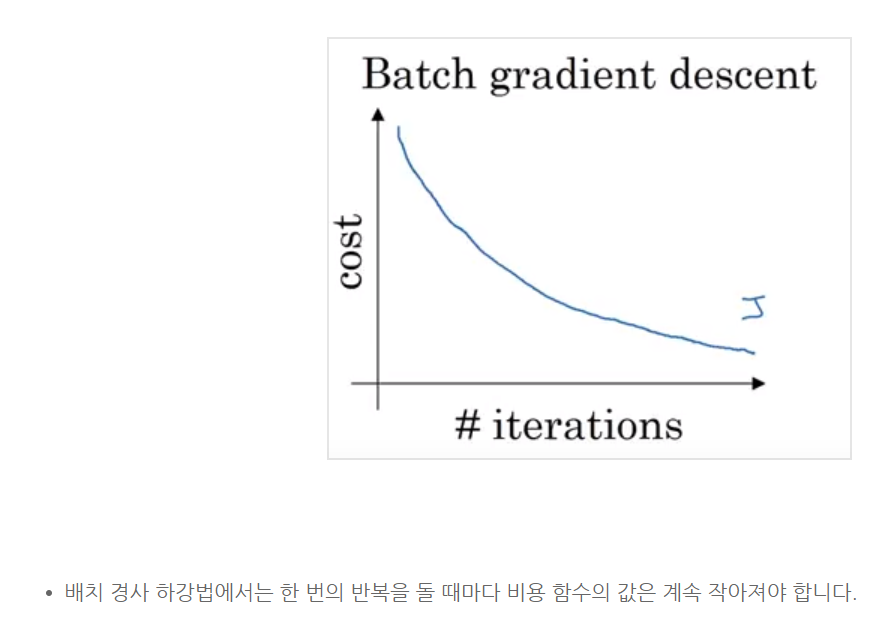 Batch gradient descent
cost
J
# iterations
• 배치 경사 하강법에서는 한 번의 반복을 돌 때마다 비용 함수의 값은 계속 작아져야 합니다.